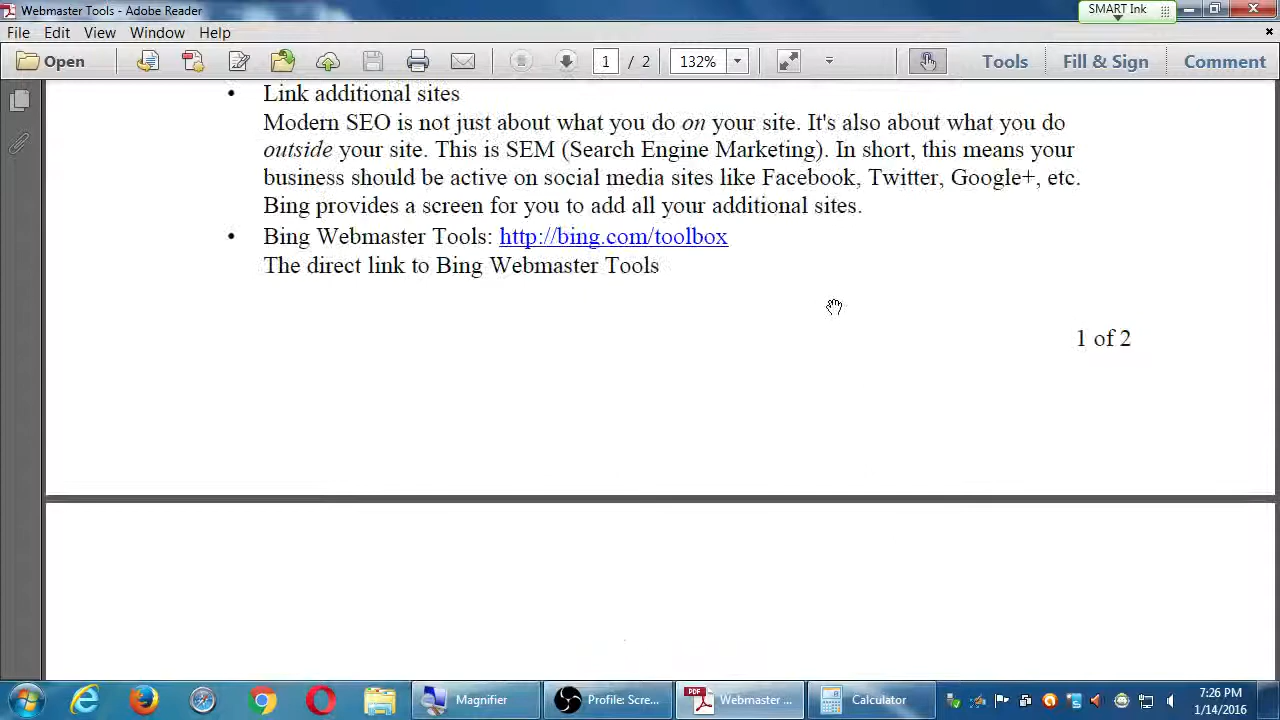 Webmaster Tools - Adobe Reader
SMART Ink
File Edit View Window Help
Open 1 / 2 132% Tools Fill & Sign Comment
• Link additional sites
Modern SEO is not just about what you do on your site. It's also about what you do
outside your site. This is SEM (Search Engine Marketing). In short, this means your
business should be active on social media sites like Facebook, Twitter, Google+, etc.
Bing provides a screen for you to add all your additional sites.
• Bing Webmaster Tools: http://bing.com/toolbox
The direct link to Bing Webmaster Tools
1 of 2
Magnifier
Profile: Scre...
PDF
Webmaster ...
Calculator
7:26 PM
1/14/2016